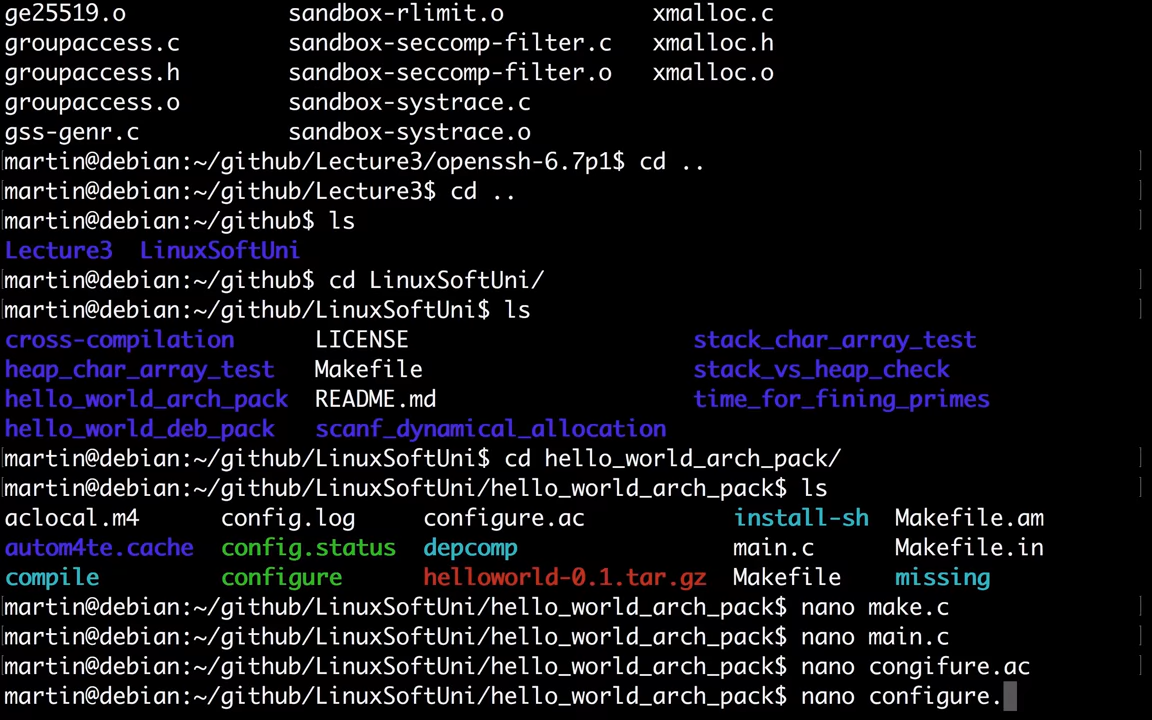 ge25519.o sandbox-rlimit.o xmalloc.c
groupaccess.c sandbox-seccomp-filter.c xmalloc.h
groupaccess.h sandbox-seccomp-filter.o xmalloc.o
groupaccess.o sandbox-systrace.c
gss-genr.c sandbox-systrace.o
martin@debian:~/github/Lecture3/openssh-6.7p1$ cd ..
martin@debian:~/github/Lecture3$ cd ..
martin@debian:~/github$ ls
Lecture3 LinuxSoftUni
martin@debian:~/github$ cd LinuxSoftUni/
martin@debian:~/github/LinuxSoftUni$ ls
cross-compilation LICENSE stack_char_array_test
heap_char_array_test Makefile stack_vs_heap_check
hello_world_arch_pack README.md time_for_fining_primes
hello_world_deb_pack scanf_dynamical_allocation
martin@debian:~/github/LinuxSoftUni$ cd hello_world_arch_pack/
martin@debian:~/github/LinuxSoftUni/hello_world_arch_pack$ ls
aclocal.m4 config.log configure.ac install-sh Makefile.am
autom4te.cache config.status depcomp main.c Makefile.in
compile configure helloworld-0.1.tar.gz Makefile missing
martin@debian:~/github/LinuxSoftUni/hello_world_arch_pack$ nano make.c
martin@debian:~/github/LinuxSoftUni/hello_world_arch_pack$ nano main.c
martin@debian:~/github/LinuxSoftUni/hello_world_arch_pack$ nano congifure.ac
martin@debian:~/github/LinuxSoftUni/hello_world_arch_pack$ nano configure.